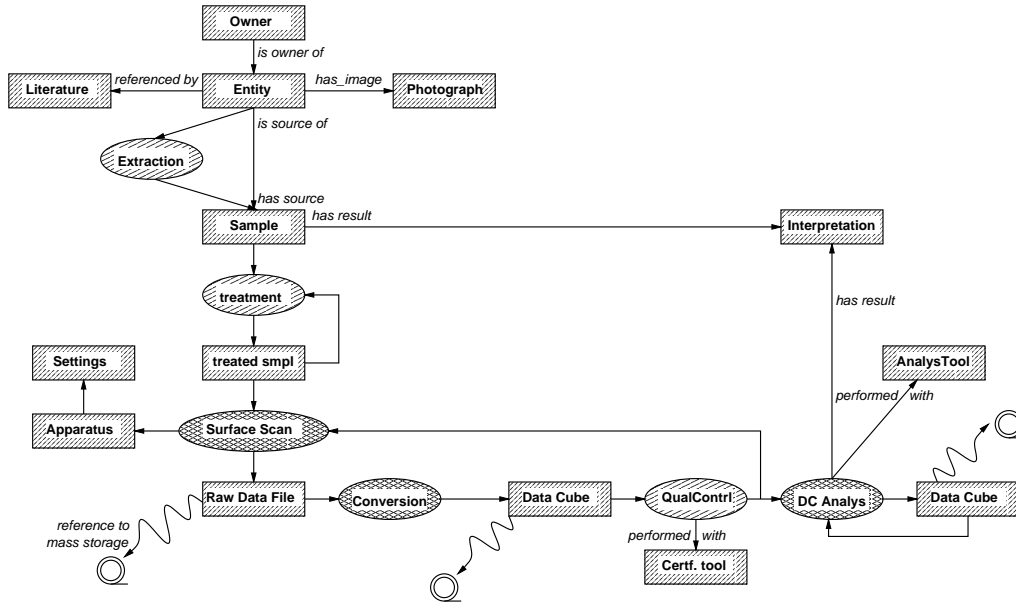 Owner
is owner of
Literature
referenced by
Entity
has_image
Photograph
is source of
Extraction
has source
Sample
has result
Interpretation
treatment
has result
Settings
treated smpl
AnalysTool
performed with
Apparatus
Surface Scan
Raw Data File
Conversion
Data Cube
QualContrl
DC Analys
Data Cube
reference to
mass storage
performed with
Certf. tool